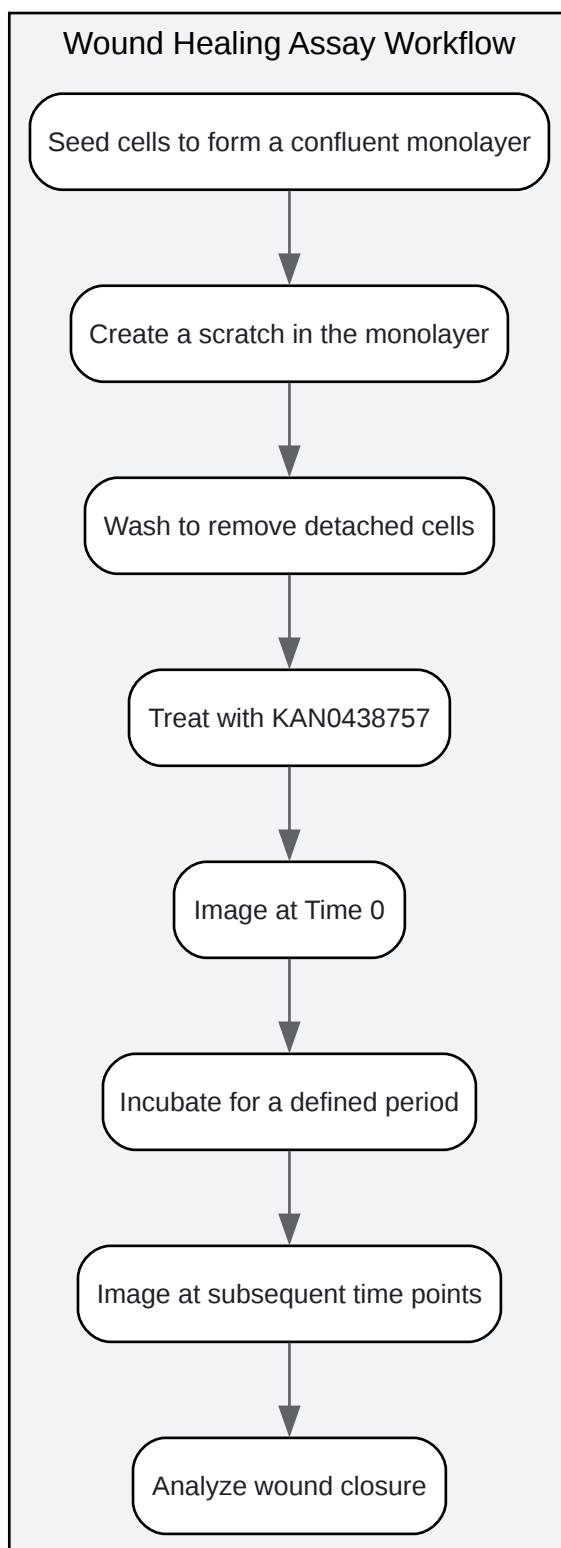 Wound Healing Assay Workflow
Seed cells to form a confluent monolayer
Create a scratch in the monolayer
Wash to remove detached cells
Treat with KAN0438757
Image at Time 0
Incubate for a defined period
Image at subsequent time points
Analyze wound closure